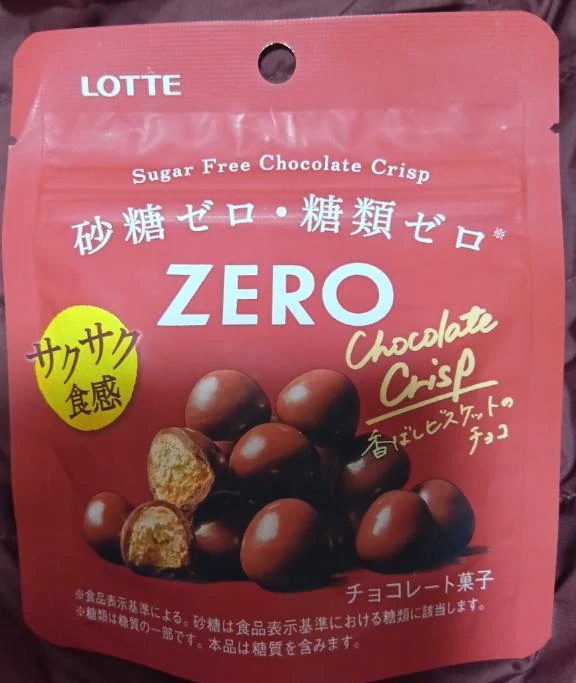 LOTTE
Sugar Free Chocolate Crisp
砂糖ゼロ・糖類ゼロ※
ZERO
Chocolate
Crisp
香ばしビスケットの
チョコ
サクサク
食感
チョコレート菓子
※食品表示基準による。砂糖は食品表示基準における糖類に該当します。
※糖類は糖質の一部です。本品は糖質を含みます。